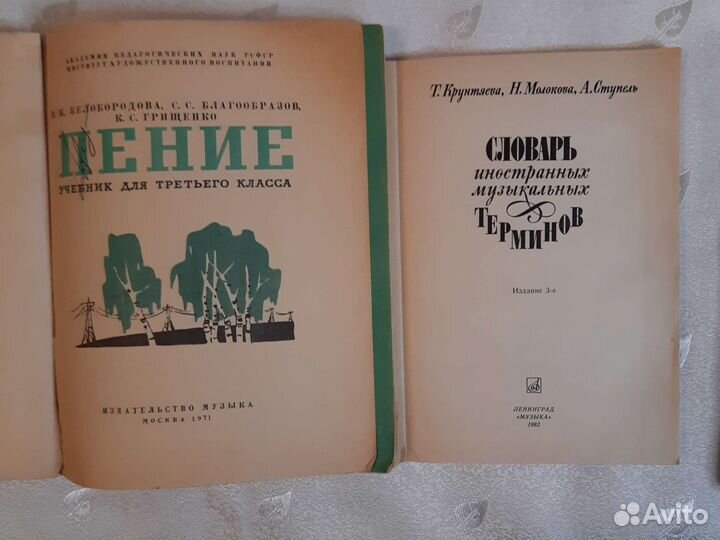 АКАДЕМИЯ ПЕДАГОГИЧЕСКИХ НАУК РСФСР
ИНСТИТУТ ХУДОЖЕСТВЕННОГО ВОСПИТАНИЯ
В. К. БЕЛОБОРОДОВА, С. С. БЛАГООБРАЗОВ,
К. С. ГРИЩЕНКО
ПЕНИЕ
УЧЕБНИК ДЛЯ ТРЕТЬЕГО КЛАССА
ИЗДАТЕЛЬСТВО МУЗЫКА
МОСКВА 1971
Т. Крунтяева, Н. Молокова, А. Ступель
СЛОВАРЬ
иностранных
музыкальных
ТЕРМИНОВ
Издание 3-е
ЛЕНИНГРАД
«МУЗЫКА»
1982
Avito